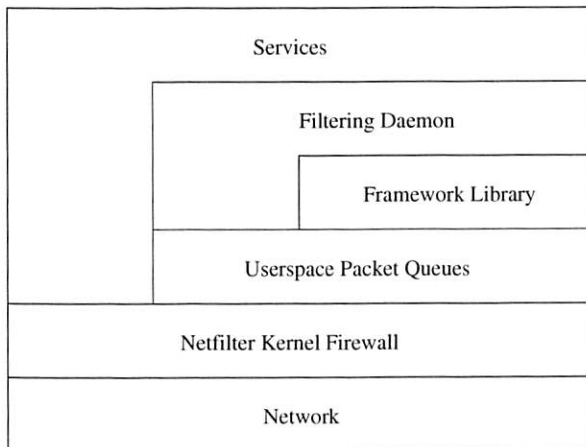 Services
Filtering Daemon
Framework Library
Userspace Packet Queues
Netfilter Kernel Firewall
Network